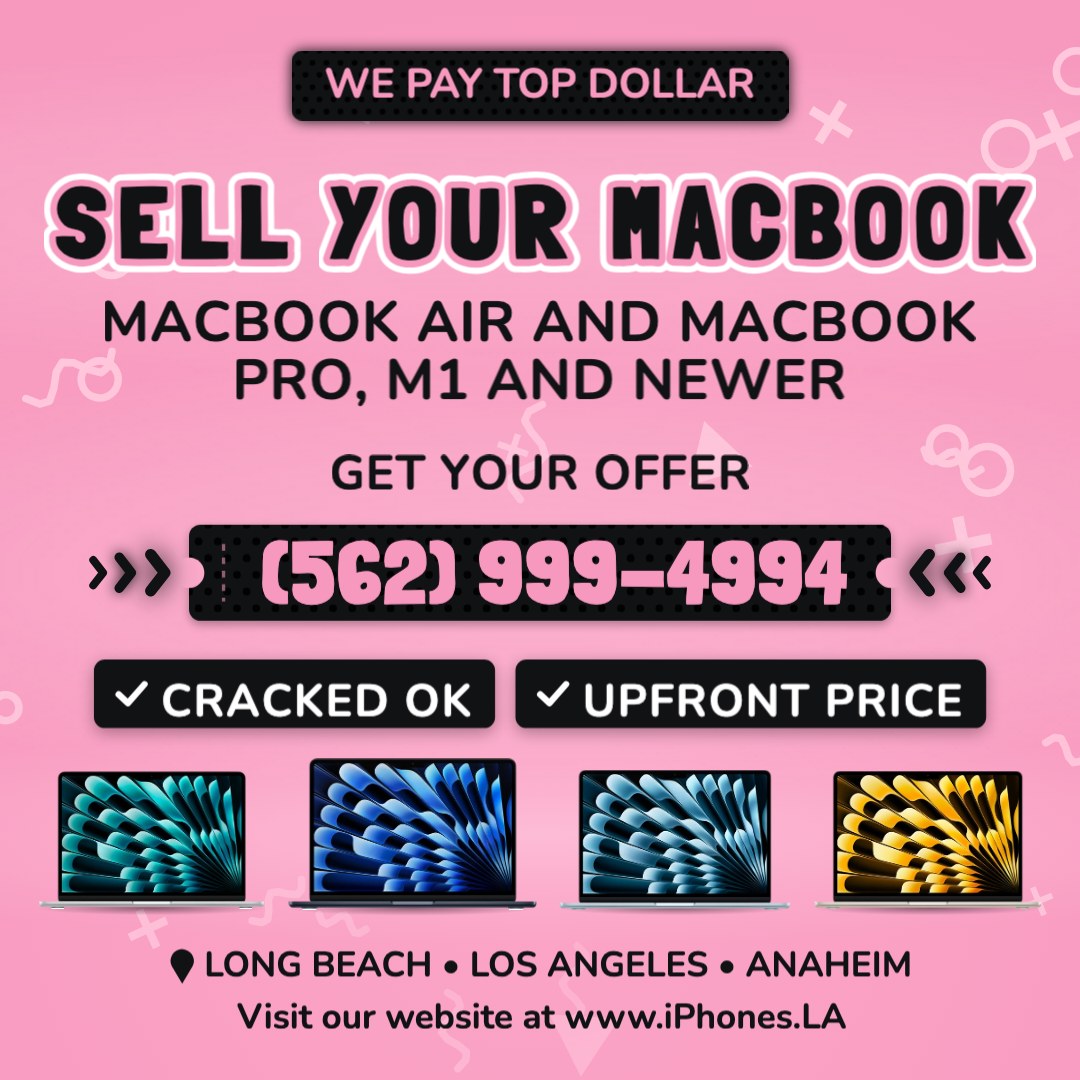 WE PAY TOP DOLLAR
SELL YOUR MACBOOK
MACBOOK AIR AND MACBOOK
PRO, M1 AND NEWER
GET YOUR OFFER
(562) 999-4994
CRACKED OK
UPFRONT PRICE
LONG BEACH • LOS ANGELES • ANAHEIM
Visit our website at www.iPhones.LA